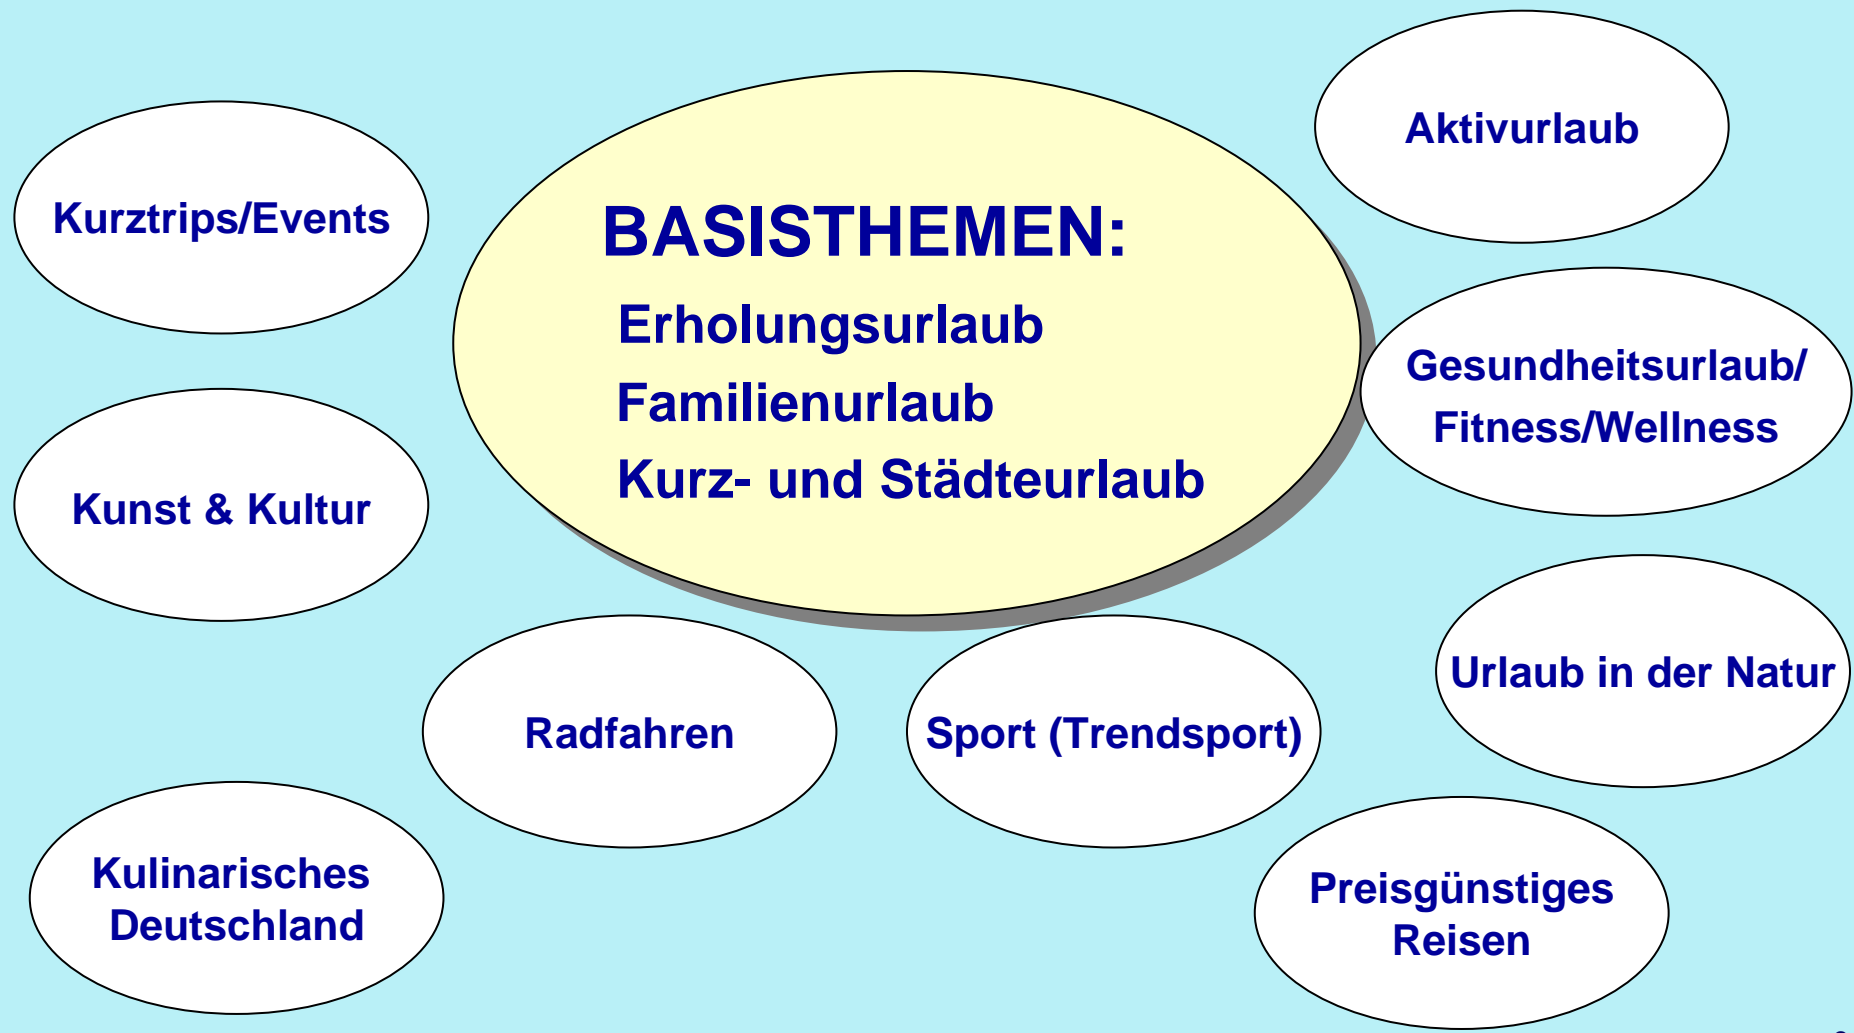 Aktivurlaub
Kurztrips/Events
BASISTHEMEN:
Erholungsurlaub
Familienurlaub
Kurz- und Städteurlaub
Gesundheitsurlaub/
Fitness/Wellness
Kunst & Kultur
Urlaub in der Natur
Radfahren
Sport (Trendsport)
Kulinarisches
Deutschland
Preisgünstiges
Reisen